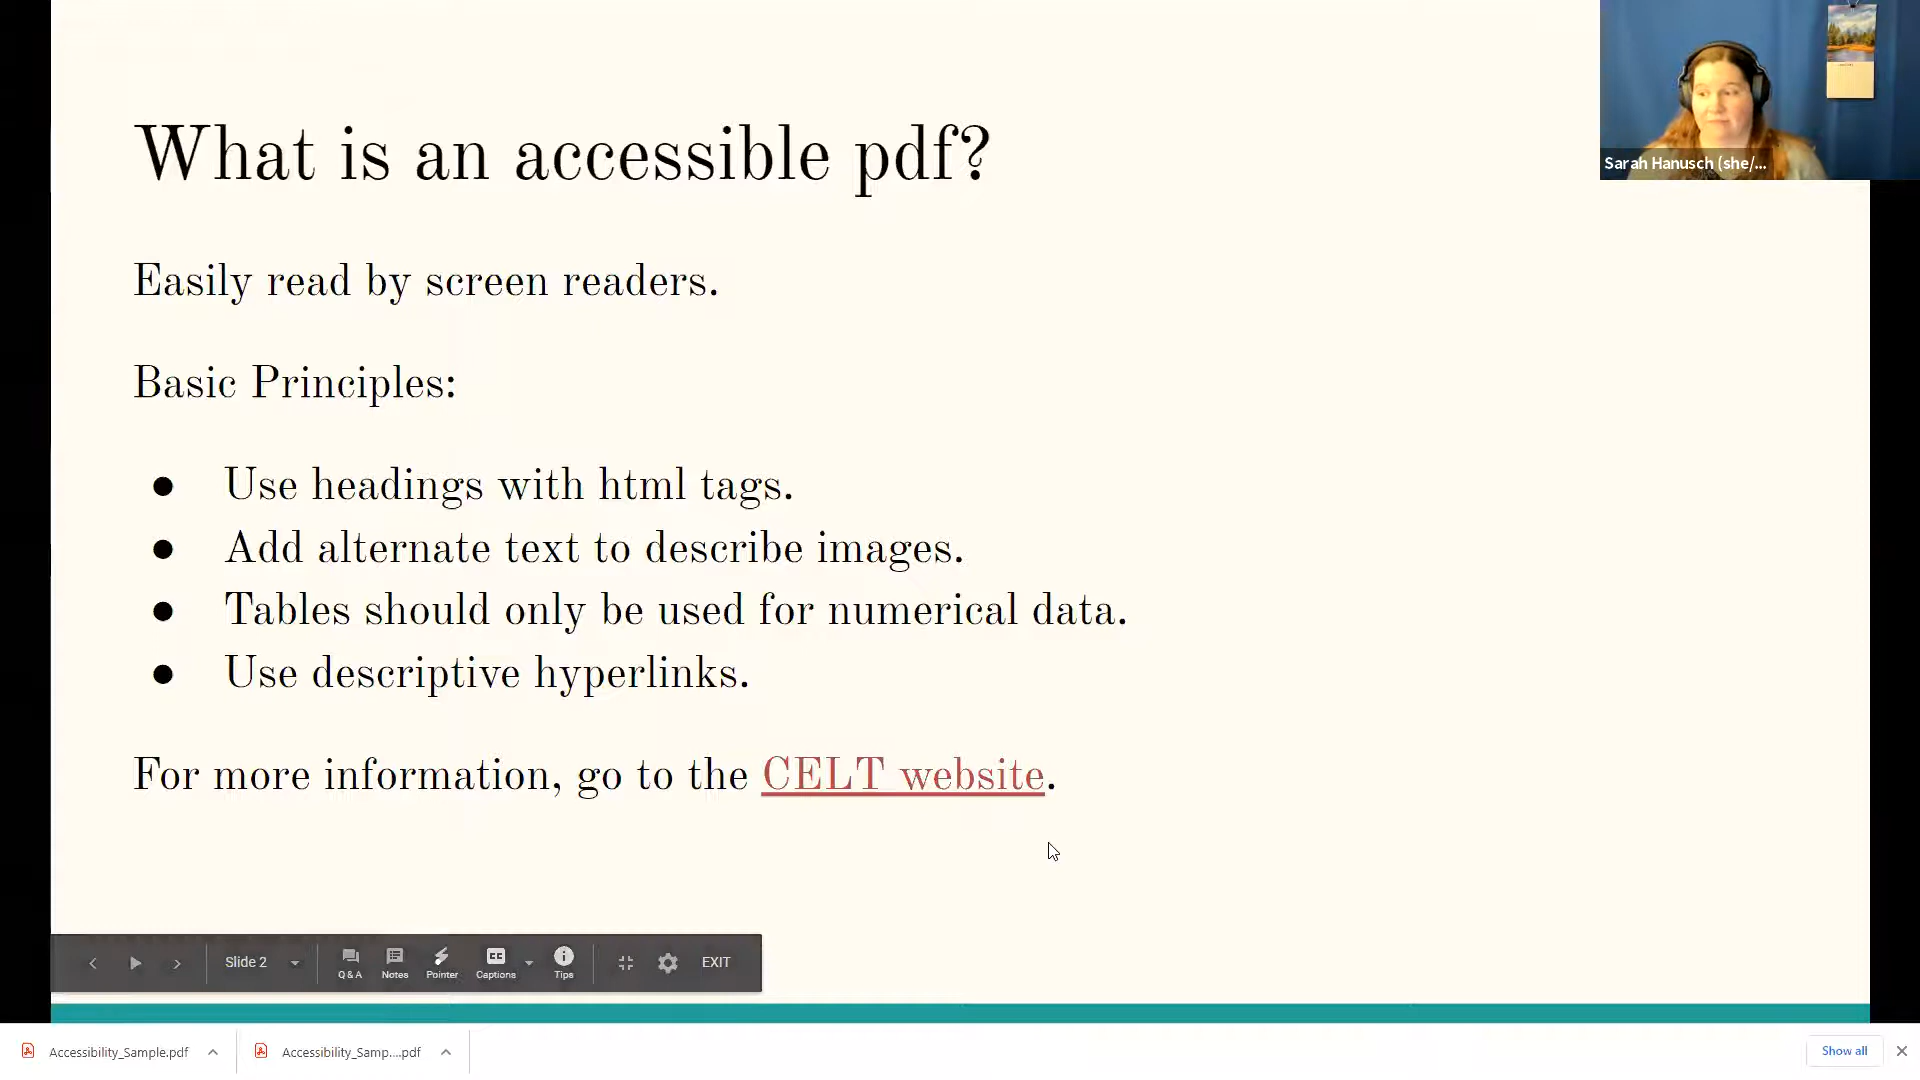 What is an accessible pdf?
Easily read by screen readers.
Basic Principles:
● Use headings with html tags.
● Add alternate text to describe images.
● Tables should only be used for numerical data.
● Use descriptive hyperlinks.
For more information, go to the CELT website.
Sarah Hanusch (she/...
Slide 2
Q & A
Notes
Pointer
CC
Captions
Tips
EXIT
Accessibility_Sample.pdf
Accessibility_Samp....pdf
Show all